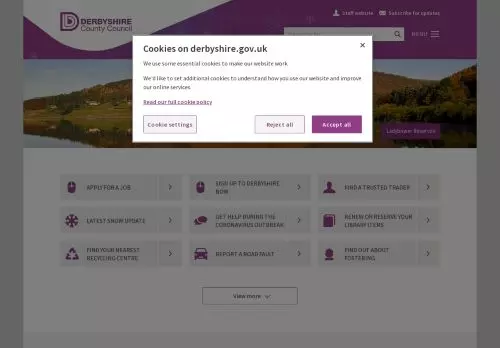 DERBYSHIRE
County Council
Staff website
Subscribe for updates
MENU
Cookies on derbyshire.gov.uk
We use some essential cookies to make our website work.
We'd like to set additional cookies to understand how you use our website and improve
our online services.
Read our full cookie policy
Cookie settings
Reject all
Accept all
Ladybower Reservoir
APPLY FOR A JOB
SIGN UP TO DERBYSHIRE
NOW
FIND A TRUSTED TRADER
LATEST SNOW UPDATE
GET HELP DURING THE
CORONAVIRUS OUTBREAK
RENEW OR RESERVE YOUR
LIBRARY ITEMS
FIND YOUR NEAREST
RECYCLING CENTRE
REPORT A ROAD FAULT
FIND OUT ABOUT
FOSTERING
View more